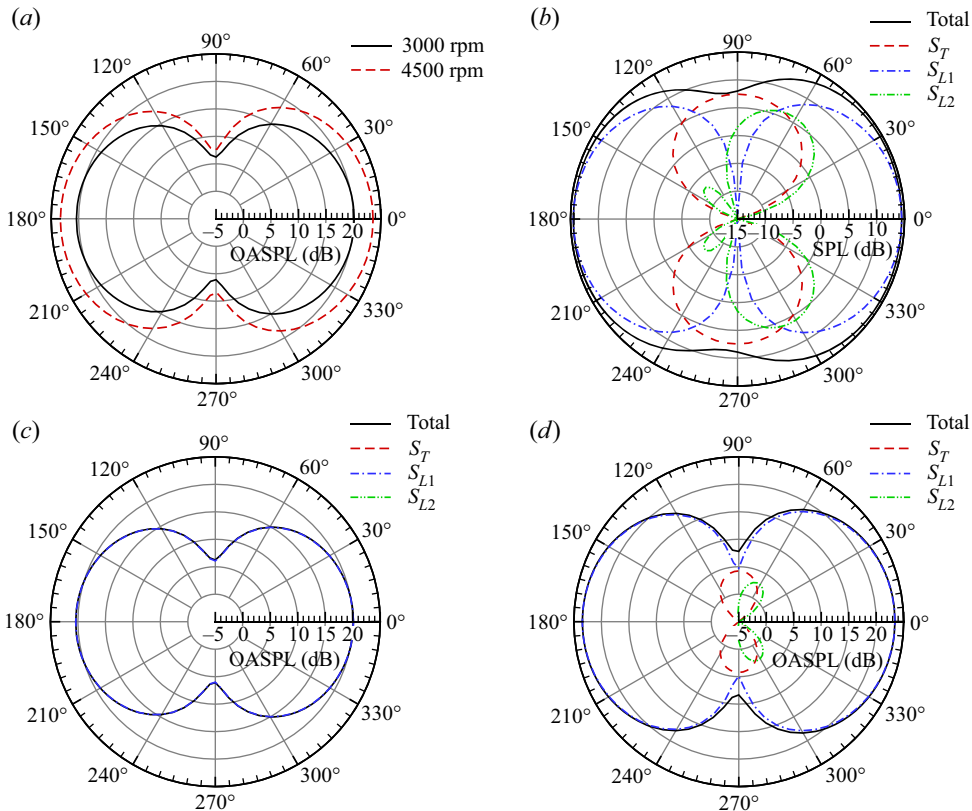 (a)
90°
3000 rpm
4500 rpm
120°
60°
150°
30°
180°
0°
−5 0 5 10 15 20
OASPL (dB)
210°
330°
240°
300°
270°
(b)
90°
Total
S_T
S_L1
S_L2
120°
60°
150°
30°
180°
0°
−15 −10 −5 0 5 10
SPL (dB)
210°
330°
240°
300°
270°
(c)
90°
Total
S_T
S_L1
S_L2
120°
60°
150°
30°
180°
0°
−5 0 5 10 15 20
OASPL (dB)
210°
330°
240°
300°
270°
(d)
90°
Total
S_T
S_L1
S_L2
120°
60°
150°
30°
180°
0°
−5 0 5 10 15 20
OASPL (dB)
210°
330°
240°
300°
270°